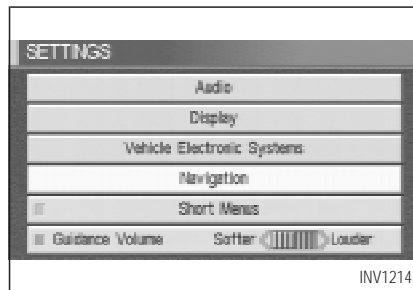 SETTINGS
Audio
Display
Vehicle Electronic Systems
Navigation
Short Menus
Guidance Volume Softer Louder
INV1214